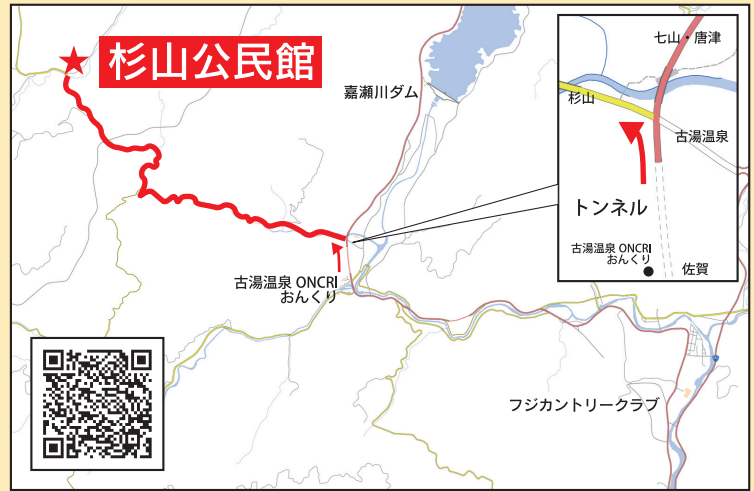 杉山公民館
嘉瀬川ダム
古湯温泉 ONCRI
おんくり
フジカントリークラブ
七山・唐津
杉山
古湯温泉
トンネル
古湯温泉 ONCRI
おんくり
佐賀